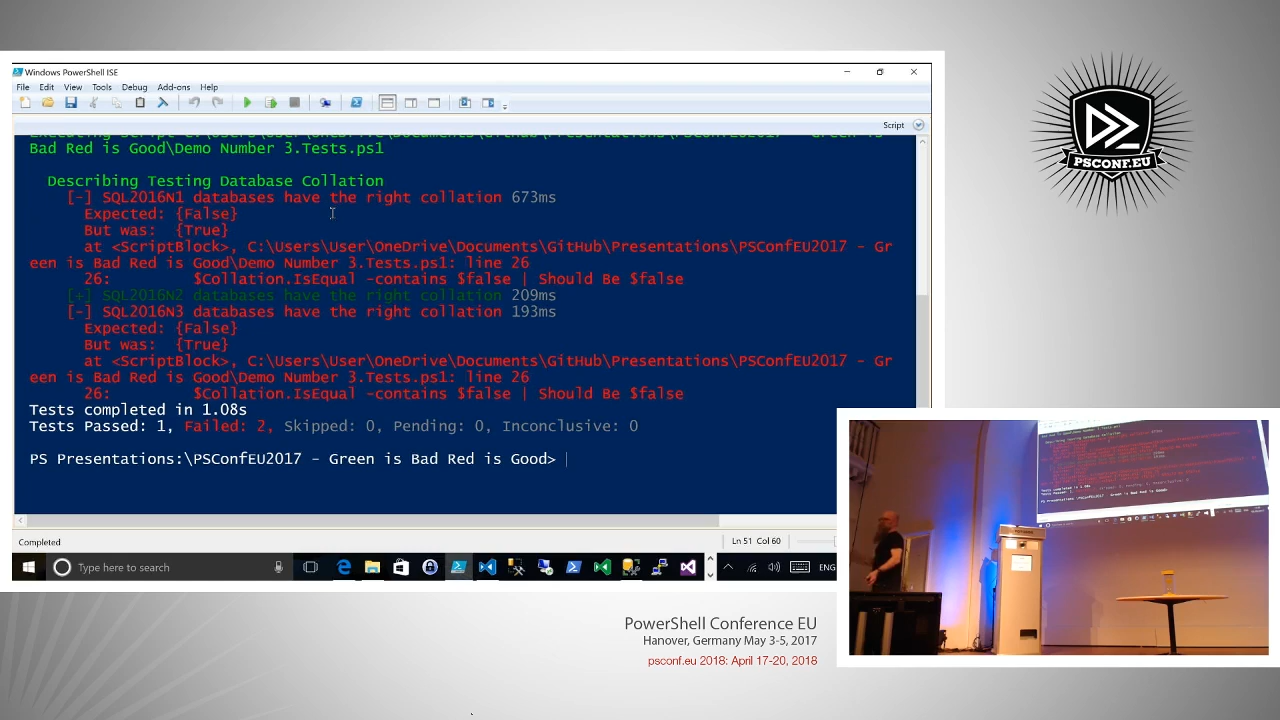 Windows PowerShell ISE
File Edit View Tools Debug Add-ons Help
Script
Bad Red is Good\Demo Number 3.Tests.ps1
Describing Testing Database Collation
[-] SQL2016N1 databases have the right collation 673ms
Expected: {False}
But was: {True}
at <ScriptBlock>, C:\Users\User\OneDrive\Documents\GitHub\Presentations\PSConfEU2017 - Gr
een is Bad Red is Good\Demo Number 3.Tests.ps1: line 26
26: $Collation.IsEqual -contains $false | Should Be $false
[+] SQL2016N2 databases have the right collation 209ms
[-] SQL2016N3 databases have the right collation 193ms
Expected: {False}
But was: {True}
at <ScriptBlock>, C:\Users\User\OneDrive\Documents\GitHub\Presentations\PSConfEU2017 - Gr
een is Bad Red is Good\Demo Number 3.Tests.ps1: line 26
26: $Collation.IsEqual -contains $false | Should Be $false
Tests completed in 1.08s
Tests Passed: 1, Failed: 2, Skipped: 0, Pending: 0, Inconclusive: 0
PS Presentations:\PSConfEU2017 - Green is Bad Red is Good>
Completed
Ln 51 Col 60
Type here to search
ENG
PSCONF.EU
PowerShell Conference EU
Hanover, Germany May 3-5, 2017
psconf.eu 2018: April 17-20, 2018